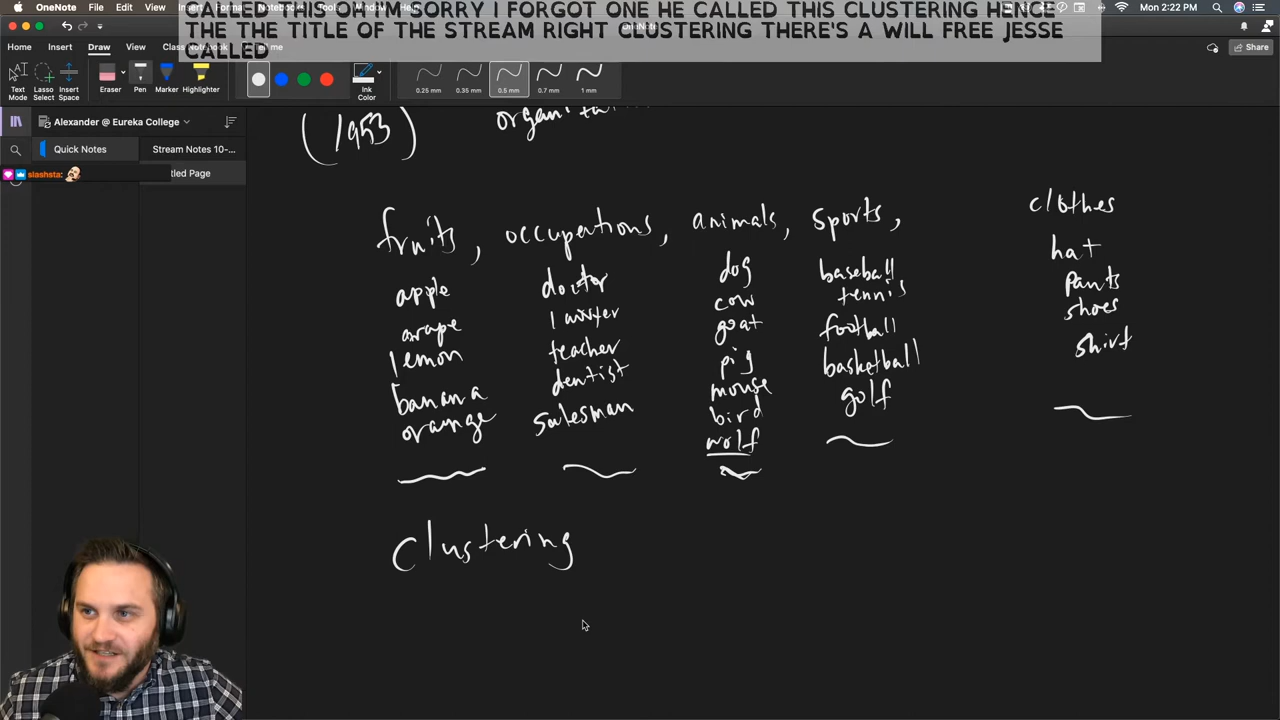 CALLED THIS OH I'M SORRY I FORGOT ONE HE CALLED THIS CLUSTERING HENCE
THE THE TITLE OF THE STREAM RIGHT CLUSTERING THERE'S A WILL FREE JESSE
CALLED
OneNote
Mon 2:22 PM
Home Insert Draw View
Share
Text Mode
Lasso Select
Insert Space
Eraser
Pen
Marker
Highlighter
0.25 mm
0.35 mm
0.5 mm
0.7 mm
1 mm
Ink Color
Alexander @ Eureka College
Quick Notes
Stream Notes 10-...
slashsta:
tled Page
(1953)
fruits, occupations, animals, sports, clothes
apple
grape
lemon
banana
orange
doctor
lawyer
teacher
dentist
salesman
dog
cow
goat
pig
mouse
bird
wolf
baseball
tennis
football
basketball
golf
hat
pants
shoes
shirt
Clustering